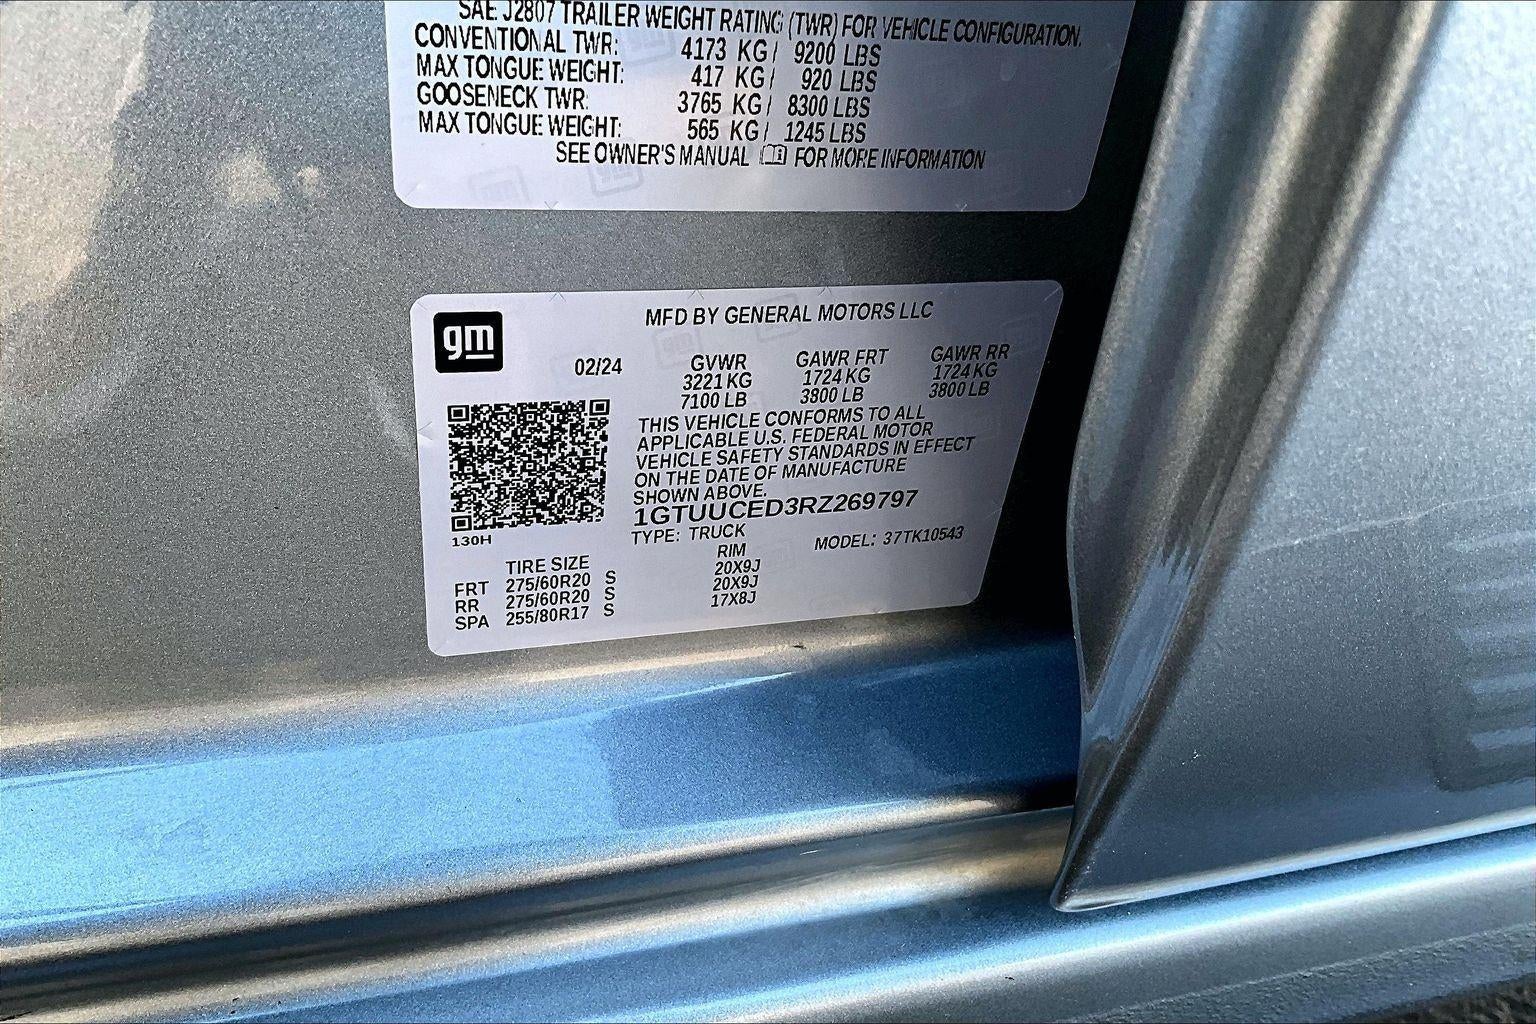 SAE J2807 TRAILER WEIGHT RATING (TWR) FOR VEHICLE CONFIGURATION.
CONVENTIONAL TWR: 4173 KG / 9200 LBS
MAX TONGUE WEIGHT: 417 KG / 920 LBS
GOOSENECK TWR: 3765 KG / 8300 LBS
MAX TONGUE WEIGHT: 565 KG / 1245 LBS
SEE OWNER'S MANUAL FOR MORE INFORMATION
gm
MFD BY GENERAL MOTORS LLC
02/24 GVWR GAWR FRT GAWR RR
3221 KG 1724 KG 1724 KG
7100 LB 3800 LB 3800 LB
THIS VEHICLE CONFORMS TO ALL
APPLICABLE U.S. FEDERAL MOTOR
VEHICLE SAFETY STANDARDS IN EFFECT
ON THE DATE OF MANUFACTURE
SHOWN ABOVE.
1GTUUCED3RZ269797
TYPE: TRUCK MODEL: 37TK10543
130H
TIRE SIZE RIM
FRT 275/60R20 S 20X9J
RR 275/60R20 S 20X9J
SPA 255/80R17 S 17X8J